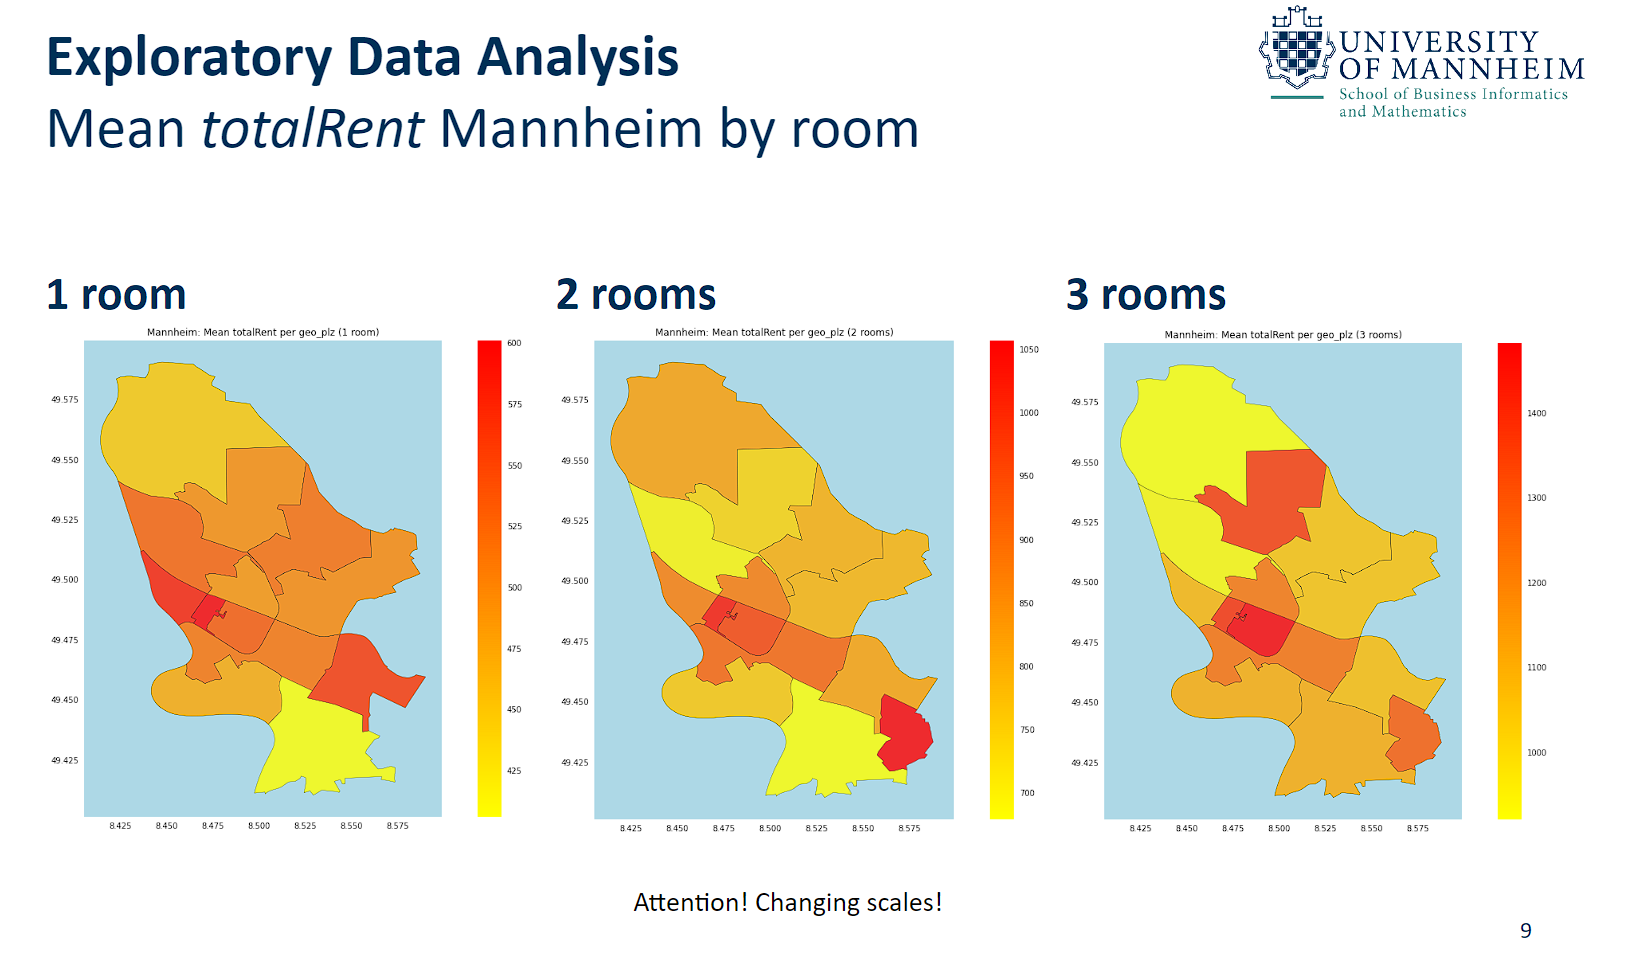 Exploratory Data Analysis
Mean totalRent Mannheim by room
UNIVERSITY
OF MANNHEIM
School of Business Informatics
and Mathematics
1 room
Mannheim: Mean totalRent per geo_plz (1 room)
49.575
49.550
49.525
49.500
49.475
49.450
49.425
8.425 8.450 8.475 8.500 8.525 8.550 8.575
600
575
550
525
500
475
450
425
2 rooms
Mannheim: Mean totalRent per geo_plz (2 rooms)
49.575
49.550
49.525
49.500
49.475
49.450
49.425
8.425 8.450 8.475 8.500 8.525 8.550 8.575
1050
1000
950
900
850
800
750
700
3 rooms
Mannheim: Mean totalRent per geo_plz (3 rooms)
49.575
49.550
49.525
49.500
49.475
49.450
49.425
8.425 8.450 8.475 8.500 8.525 8.550 8.575
1400
1300
1200
1100
1000
Attention! Changing scales!
9